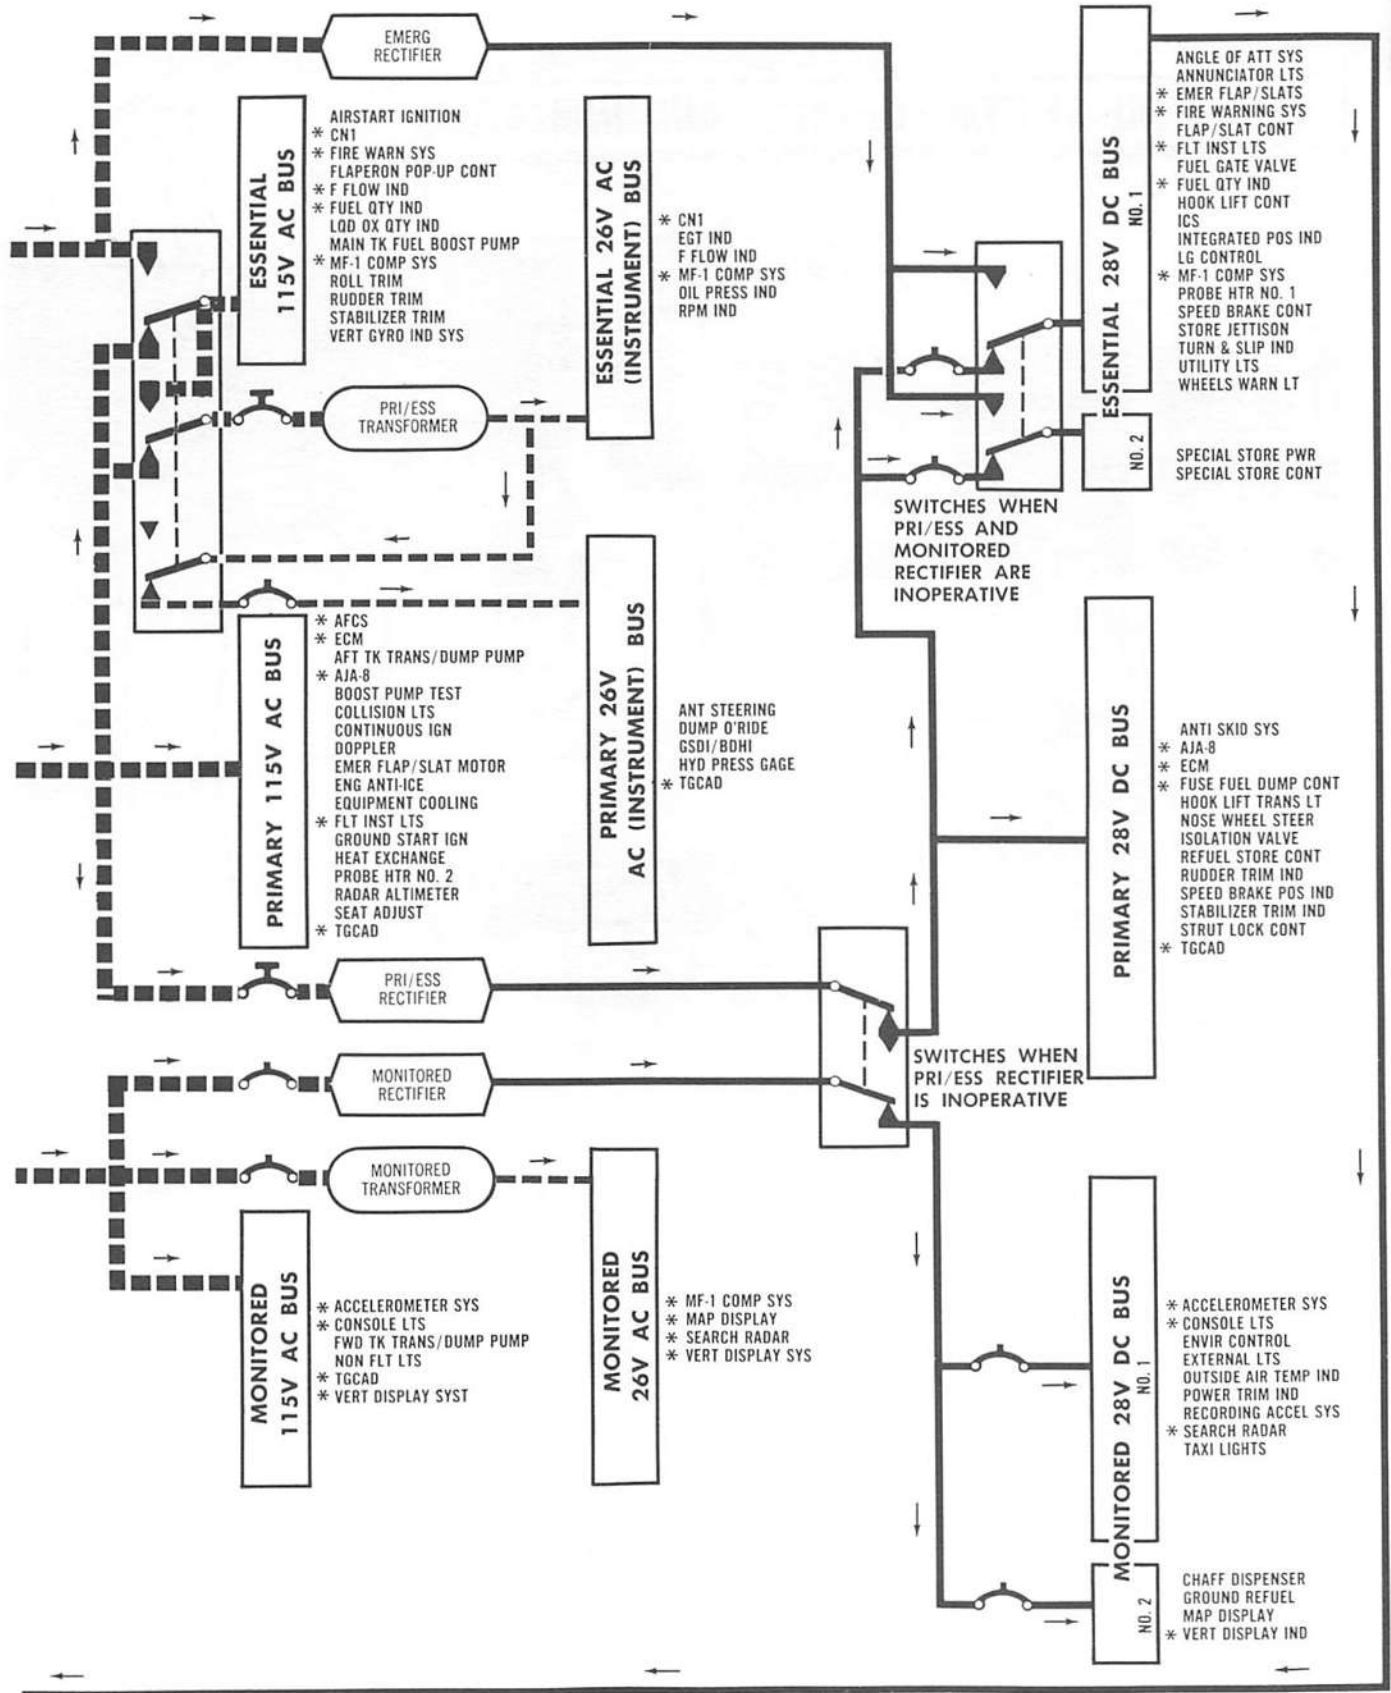 EMERG
RECTIFIER
ESSENTIAL
115V AC BUS
AIRSTART IGNITION
* CN1
* FIRE WARN SYS
FLAPERON POP-UP CONT
* F FLOW IND
* FUEL QTY IND
LQD OX QTY IND
MAIN TK FUEL BOOST PUMP
* MF-1 COMP SYS
ROLL TRIM
RUDDER TRIM
STABILIZER TRIM
VERT GYRO IND SYS
ESSENTIAL 26V AC
(INSTRUMENT) BUS
* CN1
EGT IND
F FLOW IND
* MF-1 COMP SYS
OIL PRESS IND
RPM IND
ESSENTIAL 28V DC BUS
NO. 1
ANGLE OF ATT SYS
ANNUNCIATOR LTS
* EMER FLAP/SLATS
* FIRE WARNING SYS
FLAP/SLAT CONT
* FLT INST LTS
FUEL GATE VALVE
* FUEL QTY IND
HOOK LIFT CONT
ICS
INTEGRATED POS IND
LG CONTROL
* MF-1 COMP SYS
PROBE HTR NO. 1
SPEED BRAKE CONT
STORE JETTISON
TURN & SLIP IND
UTILITY LTS
WHEELS WARN LT
NO. 2
SPECIAL STORE PWR
SPECIAL STORE CONT
PRI/ESS
TRANSFORMER
SWITCHES WHEN
PRI/ESS AND
MONITORED
RECTIFIER ARE
INOPERATIVE
PRIMARY 115V AC BUS
* AFCS
* ECM
AFT TK TRANS/DUMP PUMP
* AJA-8
BOOST PUMP TEST
COLLISION LTS
CONTINUOUS IGN
DOPPLER
EMER FLAP/SLAT MOTOR
ENG ANTI-ICE
EQUIPMENT COOLING
* FLT INST LTS
GROUND START IGN
HEAT EXCHANGE
PROBE HTR NO. 2
RADAR ALTIMETER
SEAT ADJUST
* TGCAD
PRIMARY 26V
AC (INSTRUMENT) BUS
ANT STEERING
DUMP O'RIDE
GSDI/BDHI
HYD PRESS GAGE
* TGCAD
PRIMARY 28V DC BUS
ANTI SKID SYS
* AJA-8
* ECM
* FUSE FUEL DUMP CONT
HOOK LIFT TRANS LT
NOSE WHEEL STEER
ISOLATION VALVE
REFUEL STORE CONT
RUDDER TRIM IND
SPEED BRAKE POS IND
STABILIZER TRIM IND
STRUT LOCK CONT
* TGCAD
PRI/ESS
RECTIFIER
MONITORED
RECTIFIER
SWITCHES WHEN
PRI/ESS RECTIFIER
IS INOPERATIVE
MONITORED
TRANSFORMER
MONITORED
115V AC BUS
* ACCELEROMETER SYS
* CONSOLE LTS
FWD TK TRANS/DUMP PUMP
NON FLT LTS
* TGCAD
* VERT DISPLAY SYST
MONITORED
26V AC BUS
* MF-1 COMP SYS
* MAP DISPLAY
* SEARCH RADAR
* VERT DISPLAY SYS
MONITORED 28V DC BUS
NO. 1
* ACCELEROMETER SYS
* CONSOLE LTS
ENVIR CONTROL
EXTERNAL LTS
OUTSIDE AIR TEMP IND
POWER TRIM IND
RECORDING ACCEL SYS
* SEARCH RADAR
TAXI LIGHTS
NO. 2
CHAFF DISPENSER
GROUND REFUEL
MAP DISPLAY
* VERT DISPLAY IND